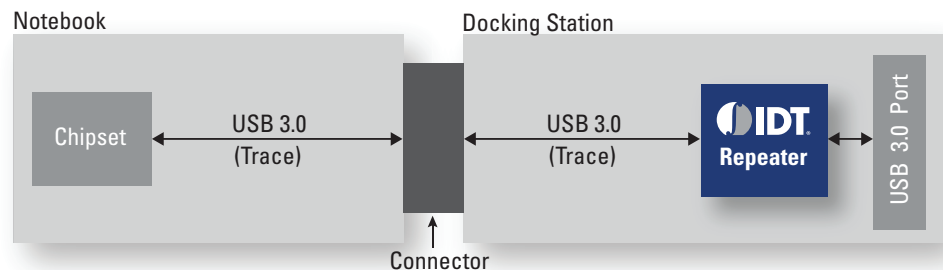 Notebook
Docking Station
Chipset
USB 3.0
(Trace)
USB 3.0
(Trace)
IDT
Repeater
USB 3.0 Port
Connector